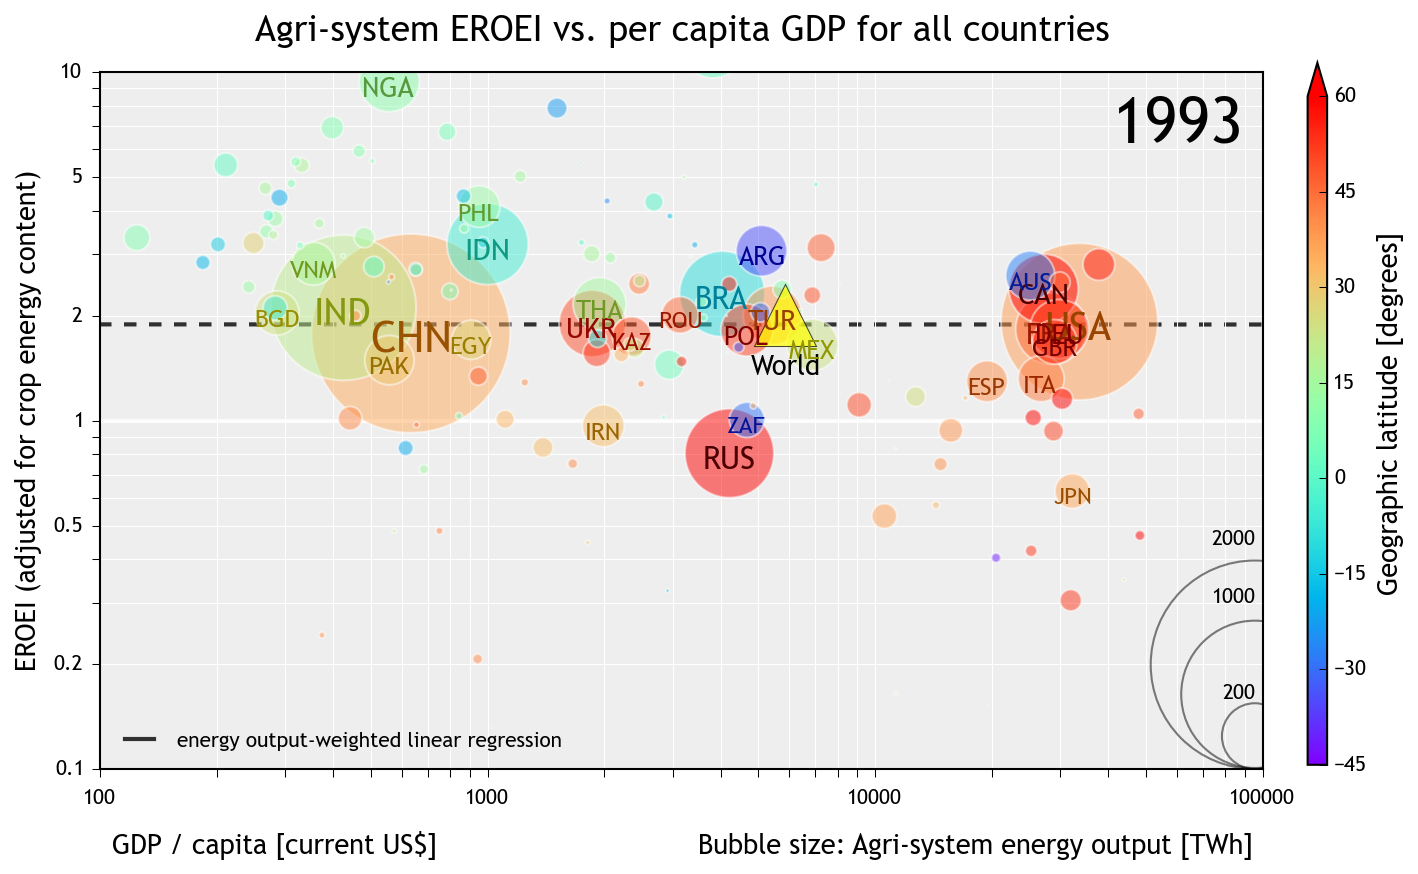 Agri-system EROEI vs. per capita GDP for all countries
1993
EROEI (adjusted for crop energy content)
10
5
2
1
0.5
0.2
0.1
NGA
PHL
IDN
VNM
IND
BGD
CHN
PAK
EGY
THA
UKR
KAZ
ROU
BRA
ARG
TUR
POL
MEX
World
IRN
ZAF
RUS
AUS
CAN
USA
DEU
GBR
ESP
ITA
JPN
2000
1000
200
energy output-weighted linear regression
100
1000
10000
100000
GDP / capita [current US$]
Bubble size: Agri-system energy output [TWh]
60
45
30
15
0
−15
−30
−45
Geographic latitude [degrees]